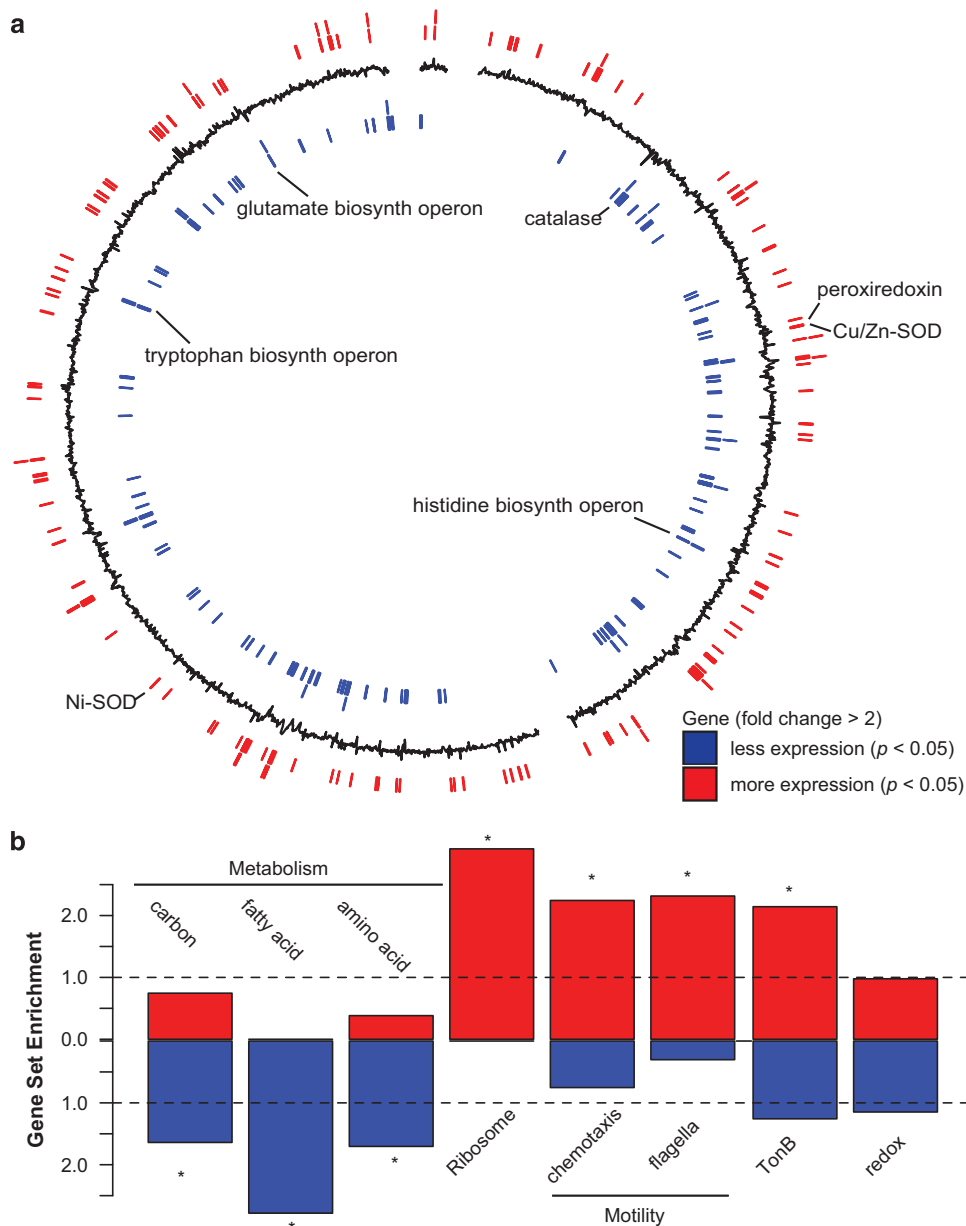 a
glutamate biosynth operon
catalase
peroxiredoxin
Cu/Zn-SOD
tryptophan biosynth operon
histidine biosynth operon
Ni-SOD
Gene (fold change > 2)
less expression (p < 0.05)
more expression (p < 0.05)
b
Metabolism
carbon
fatty acid
amino acid
* * * *
2.0
1.0
0.0
1.0
2.0
Gene Set Enrichment
* * *
Ribosome
chemotaxis
flagella
TonB
redox
Motility